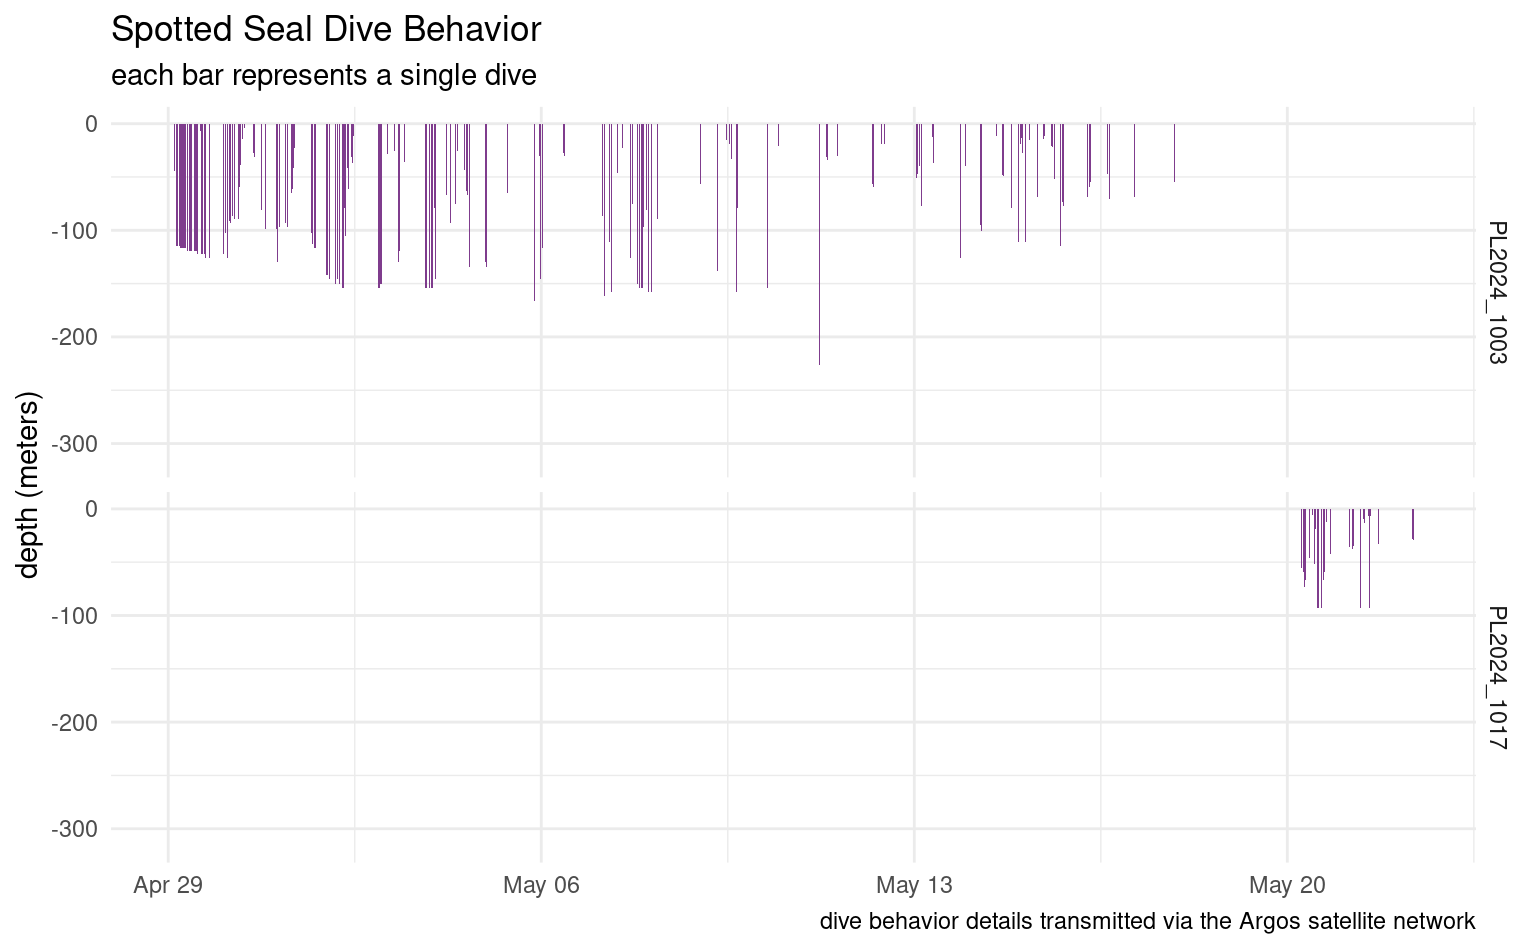 Spotted Seal Dive Behavior
each bar represents a single dive
depth (meters)
0
-100
-200
-300
PL2024_1003
0
-100
-200
-300
PL2024_1017
Apr 29
May 06
May 13
May 20
dive behavior details transmitted via the Argos satellite network